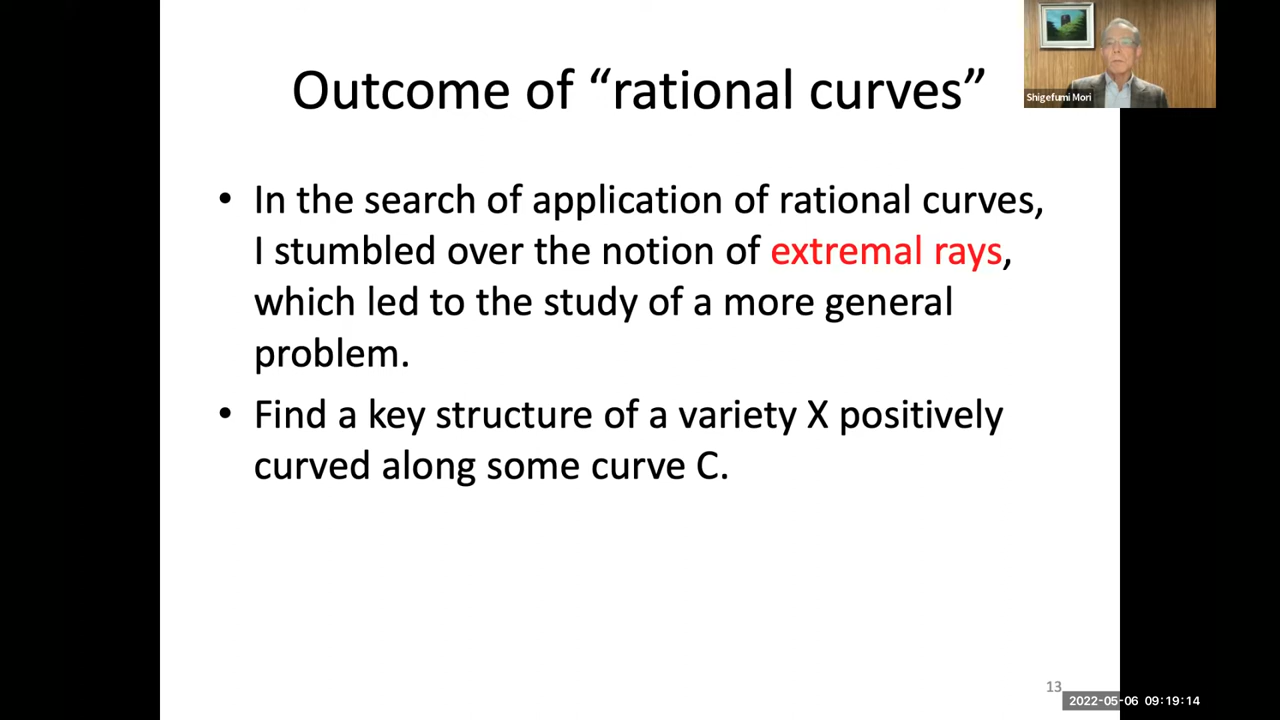 Outcome of “rational curves”
Shigefumi Mori
• In the search of application of rational curves,
I stumbled over the notion of extremal rays,
which led to the study of a more general
problem.
• Find a key structure of a variety X positively
curved along some curve C.
13
2022-05-06 09:19:14